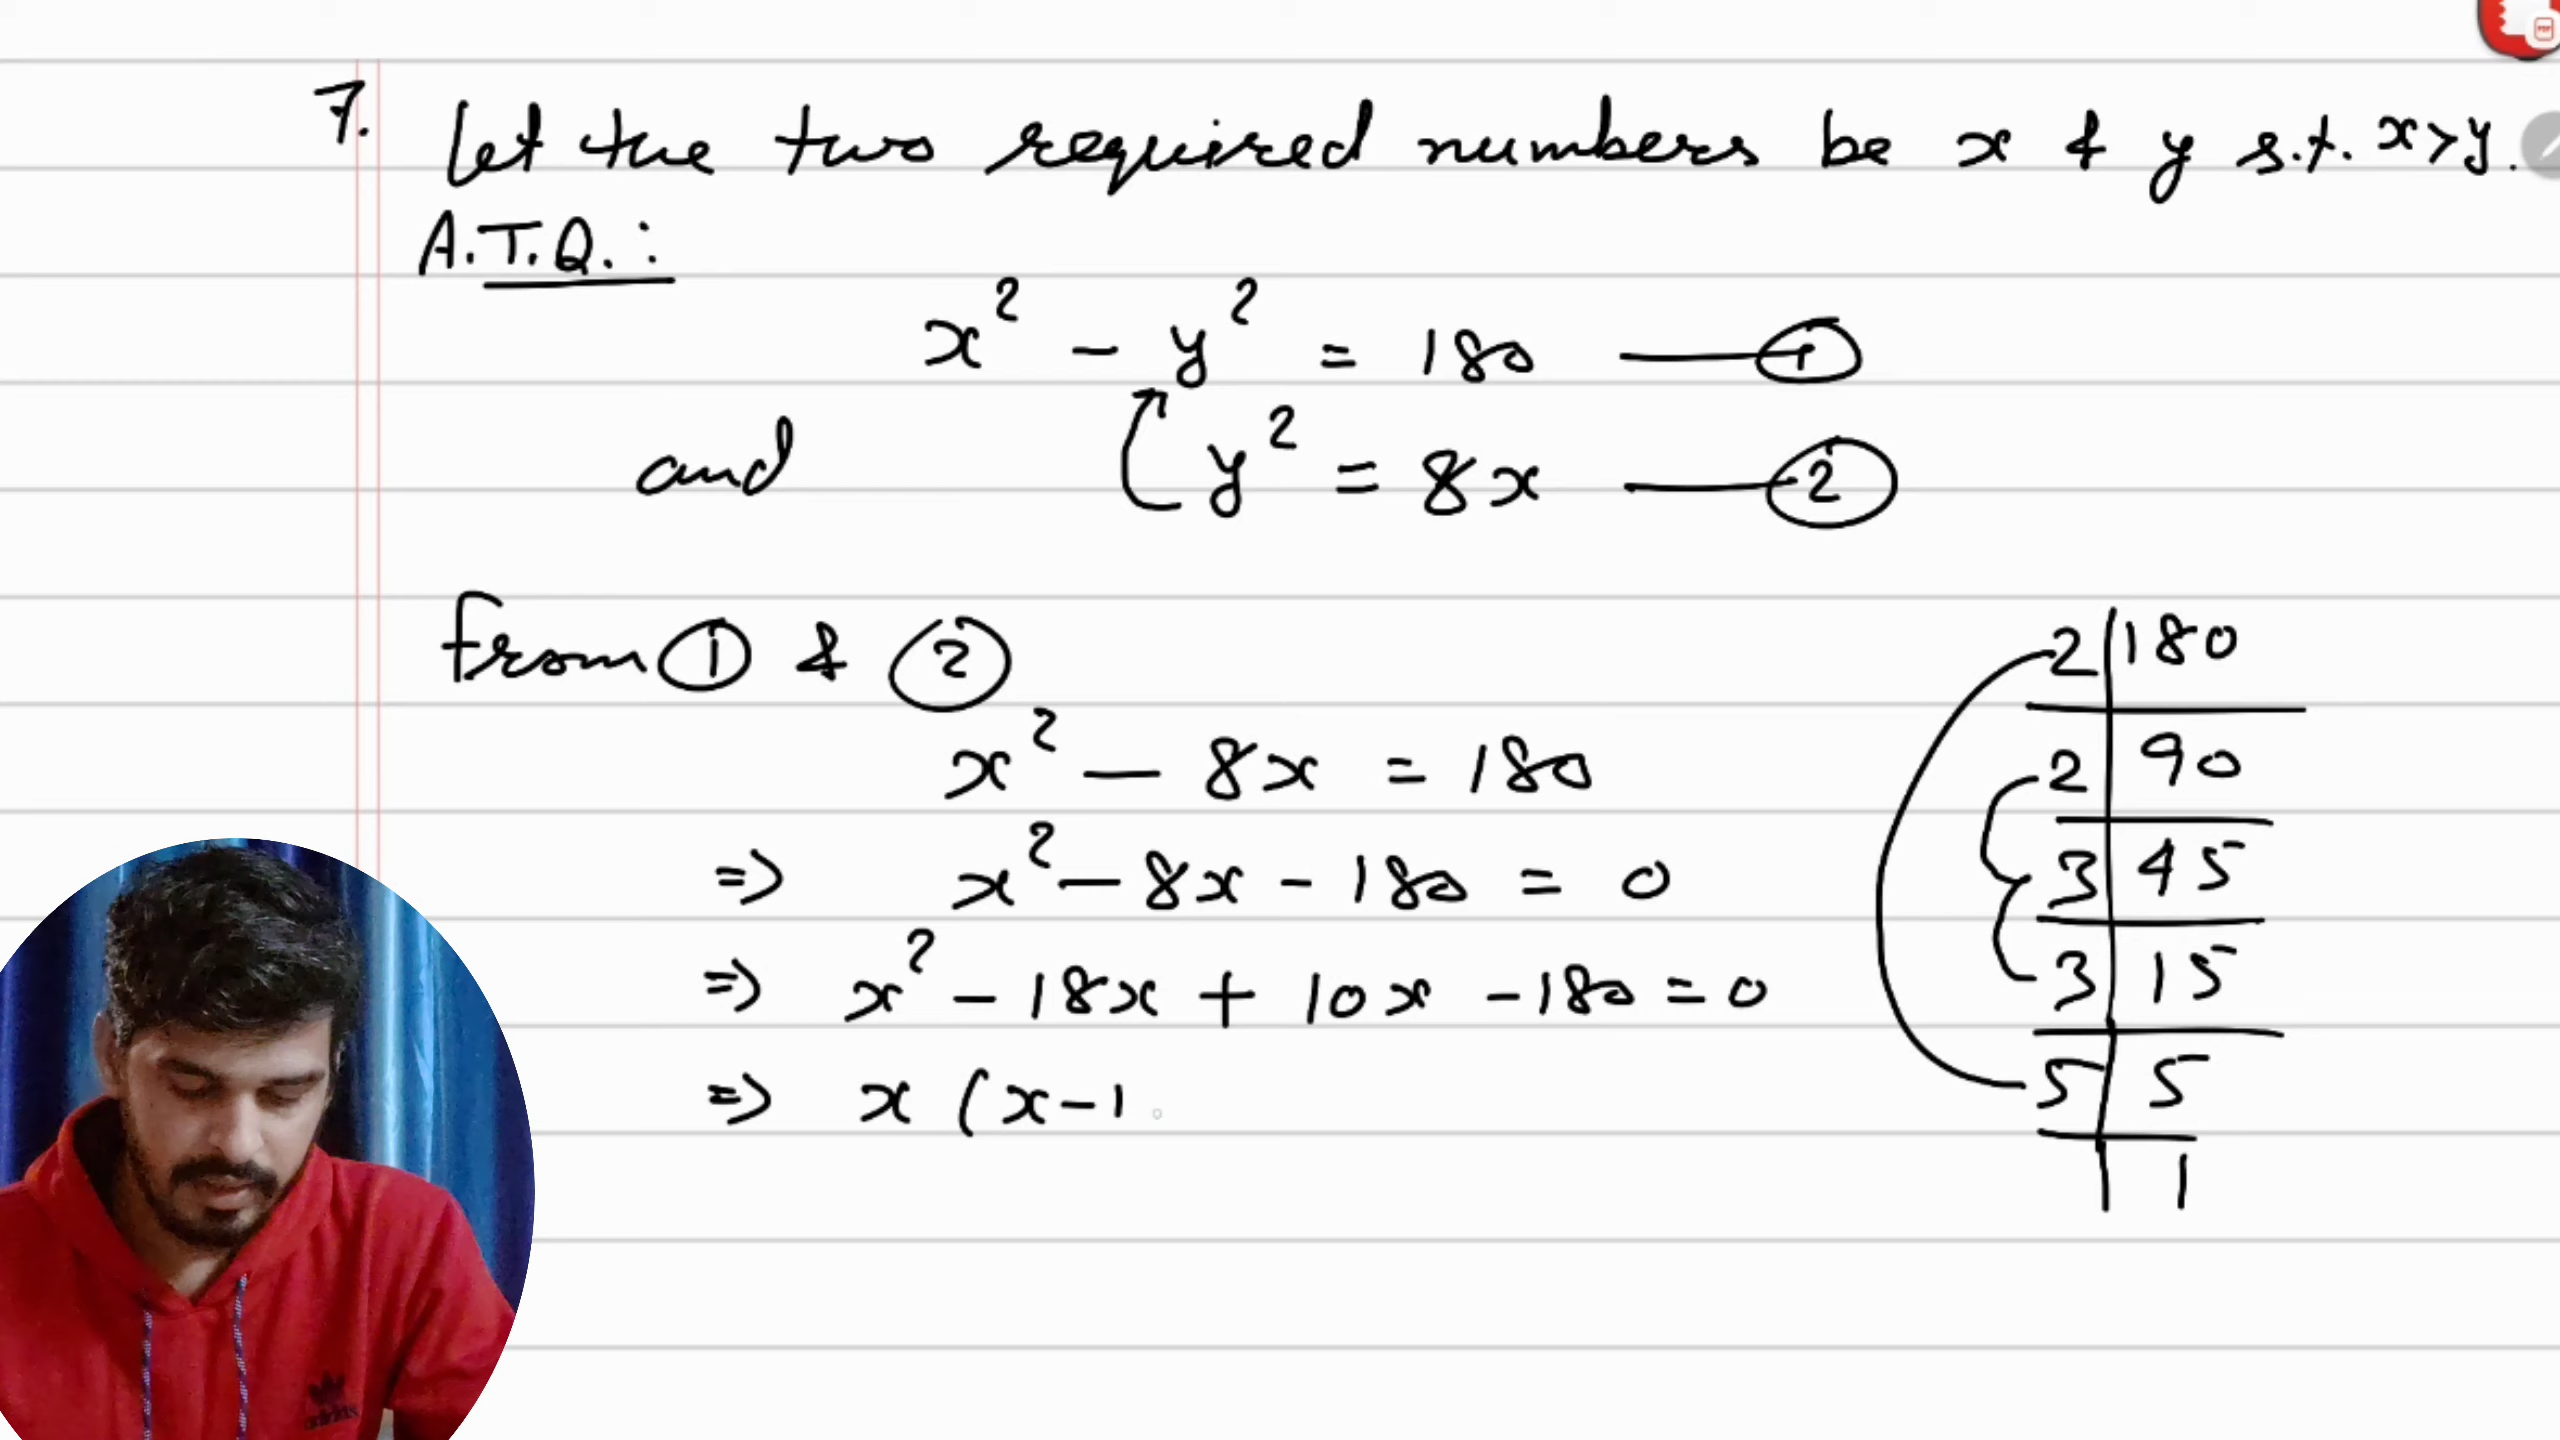 7. Let the two required numbers be x & y s.t. x>y.
A.T.Q. :
x² - y² = 180 — ①
and y² = 8x — ②
From ① & ②
x² - 8x = 180
=> x² - 8x - 180 = 0
=> x² - 18x + 10x - 180 = 0
=> x (x - 1
2 | 180
2 | 90
3 | 45
3 | 15
5 | 5
| 1
adidas